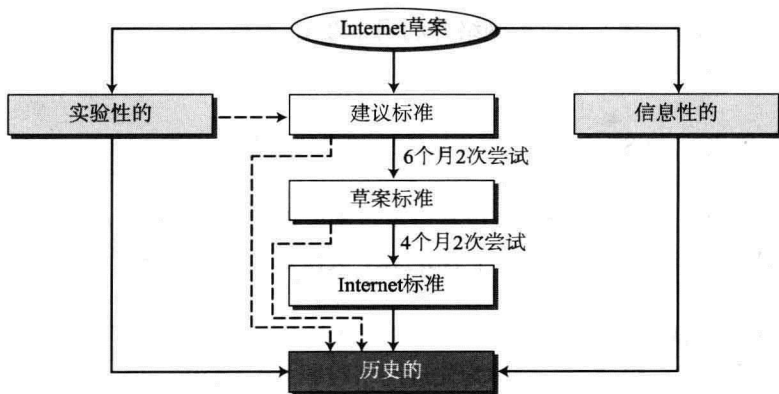 Internet草案
实验性的
建议标准
信息性的
6个月2次尝试
草案标准
4个月2次尝试
Internet标准
历史的